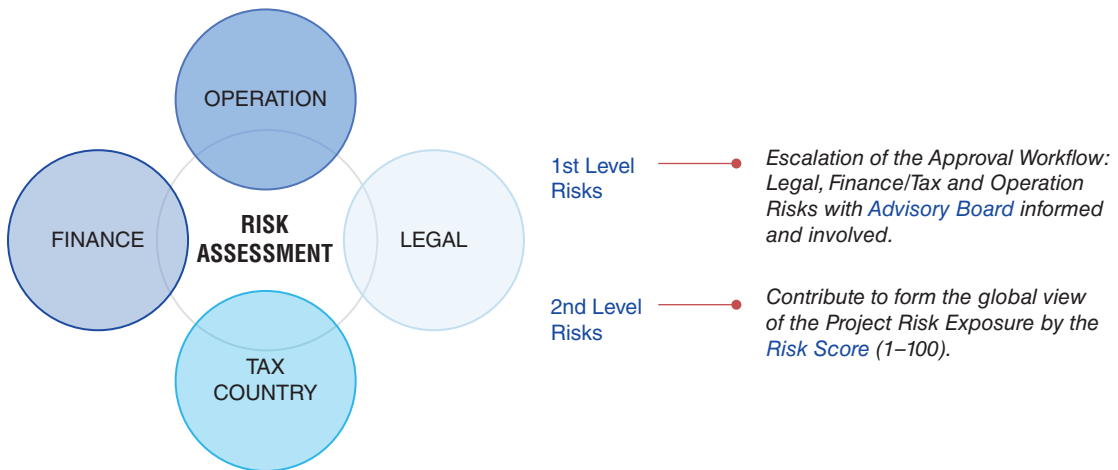 OPERATION
FINANCE
RISK
ASSESSMENT
LEGAL
TAX
COUNTRY
1st Level
Risks
Escalation of the Approval Workflow:
Legal, Finance/Tax and Operation
Risks with Advisory Board informed
and involved.
2nd Level
Risks
Contribute to form the global view
of the Project Risk Exposure by the
Risk Score (1–100).